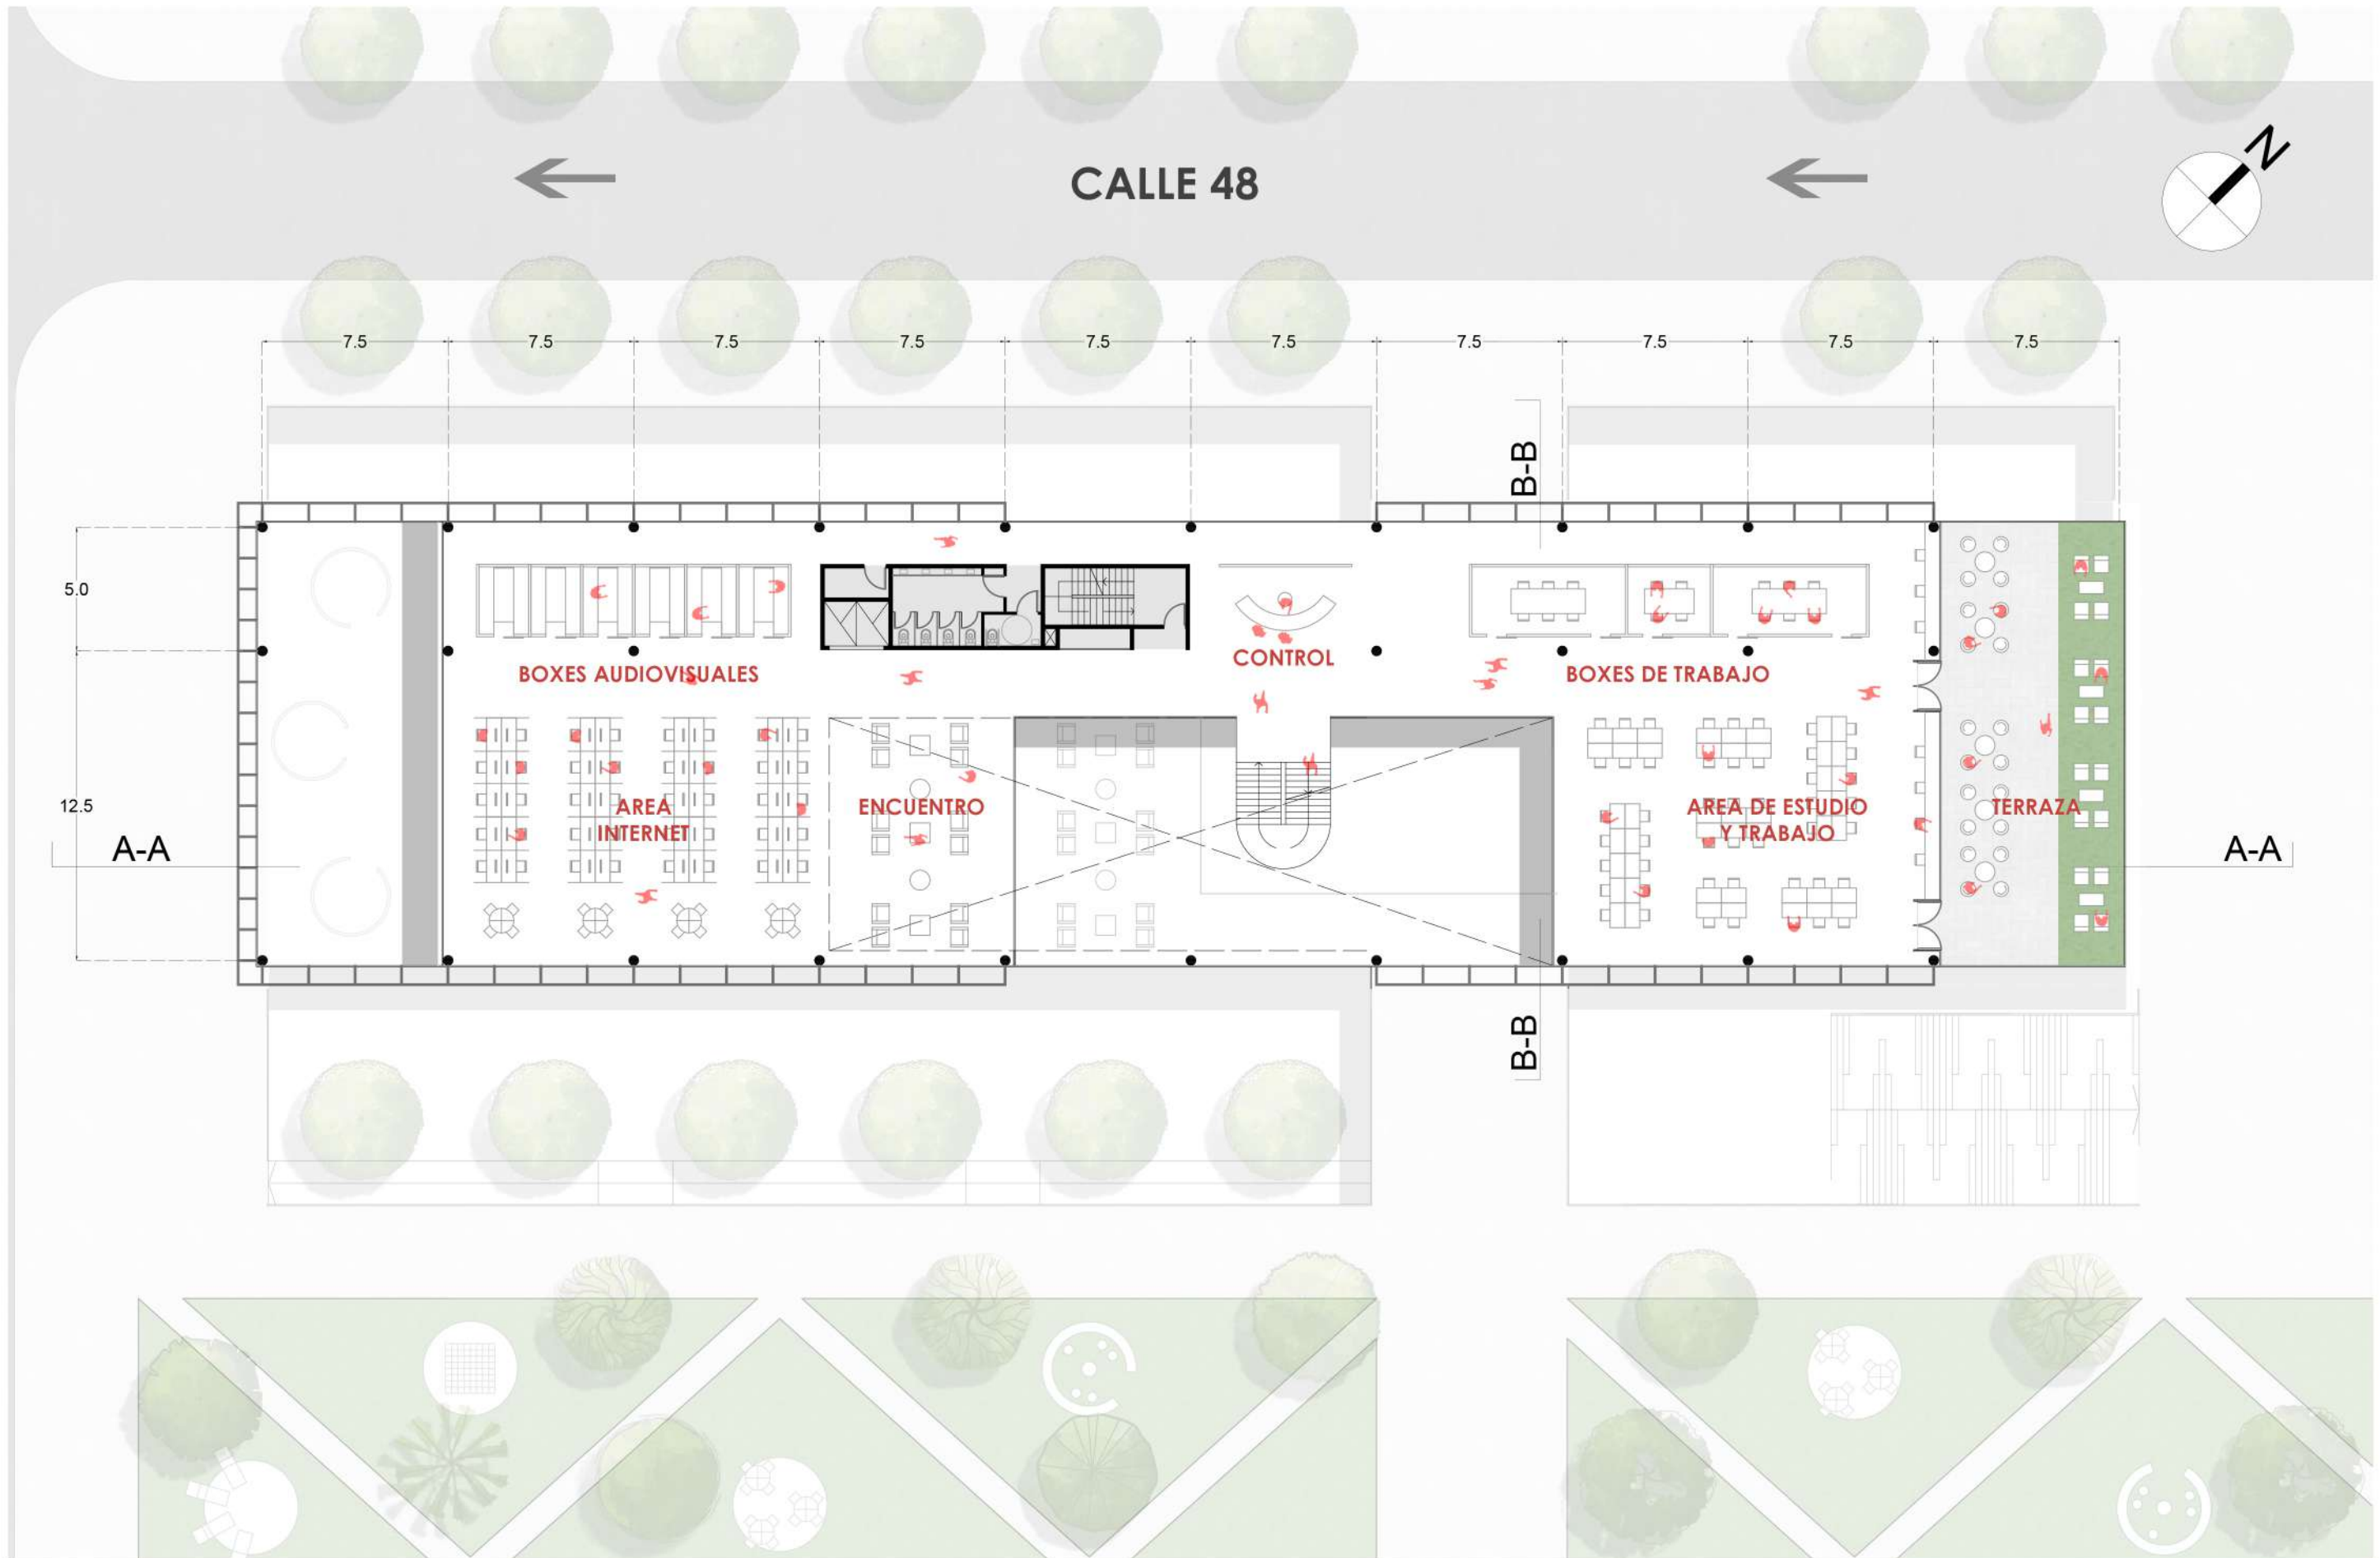 N
CALLE 48
7.5
7.5
7.5
7.5
7.5
7.5
7.5
7.5
7.5
7.5
B-B
5.0
CONTROL
BOXES AUDIOVISUALES
BOXES DE TRABAJO
12.5
AREA
INTERNET
ENCUENTRO
AREA DE ESTUDIO
Y TRABAJO
TERRAZA
A-A
A-A
B-B